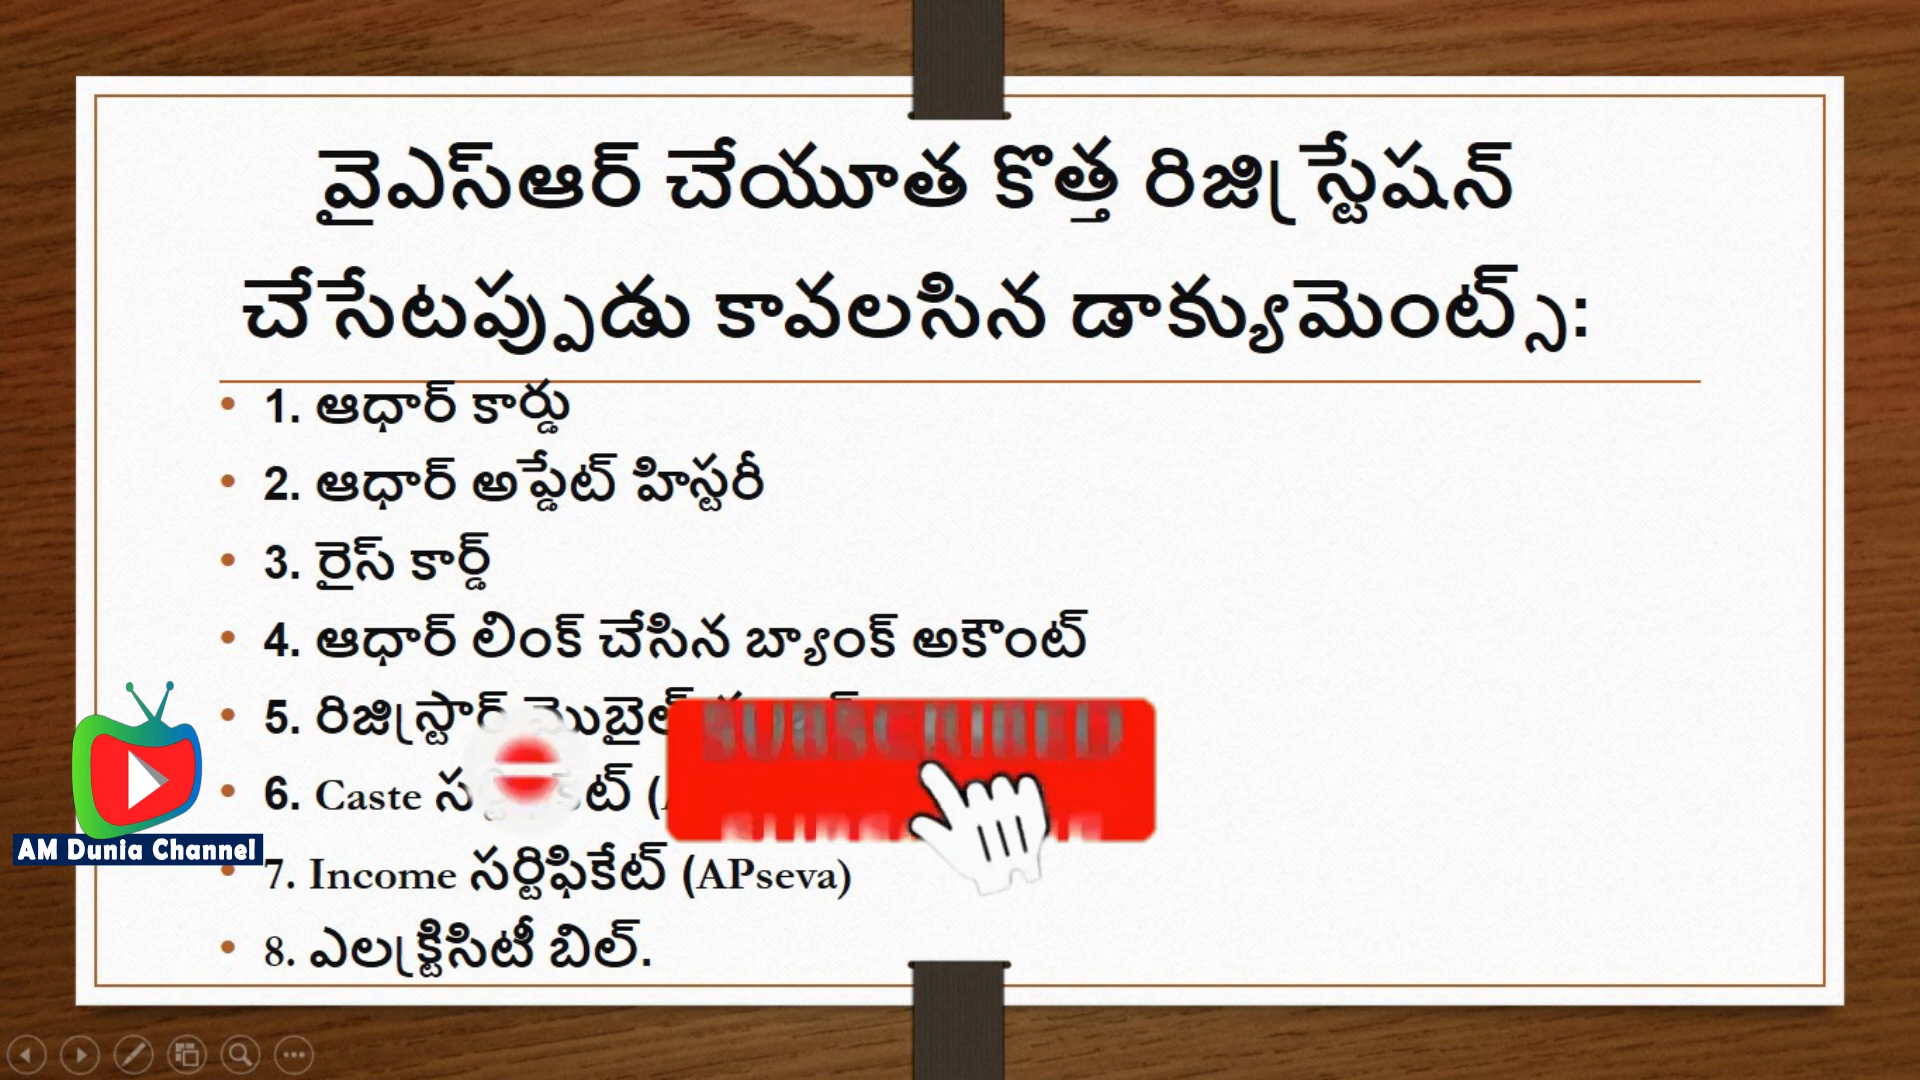 వైఎస్ఆర్ చేయూత కొత్త రిజిస్ట్రేషన్
చేసేటప్పుడు కావలసిన డాక్యుమెంట్స్:
• 1. ఆధార్ కార్డు
• 2. ఆధార్ అప్డేట్ హిస్టరీ
• 3. రైస్ కార్డ్
• 4. ఆధార్ లింక్ చేసిన బ్యాంక్ అకౌంట్
• 5. రిజిస్ట్రార్ మొబైల్
• 6. Caste
• 7. Income సర్టిఫికేట్ (APseva)
• 8. ఎలక్ట్రిసిటీ బిల్.
SUBSCRIBED
AM Dunia Channel